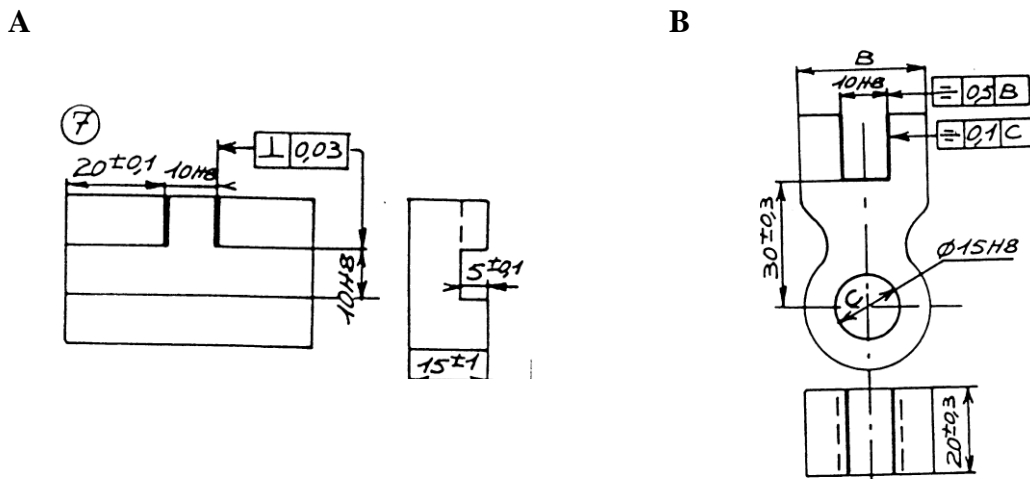 A
B
7
20±0,1
10H8
⊥ 0,03
10H8
5±0,1
15±1
B
10H8
⌯ 0,5 B
⌯ 0,1 C
30±0,3
Ø15H8
C
20±0,3